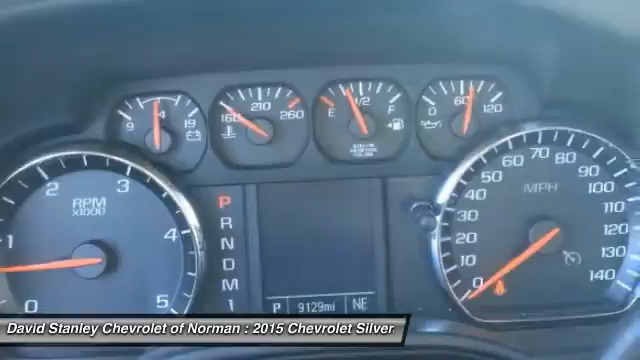 9 14 19
160 210 260
E 1/2 F
0 60 120
RPM
x1000
0 1 2 3 4 5
P
R
N
D
M
1
P 9129mi NE
MPH
0 10 20 30 40 50 60 70 80 90 100 110 120 130 140
David Stanley Chevrolet of Norman : 2015 Chevrolet Silver